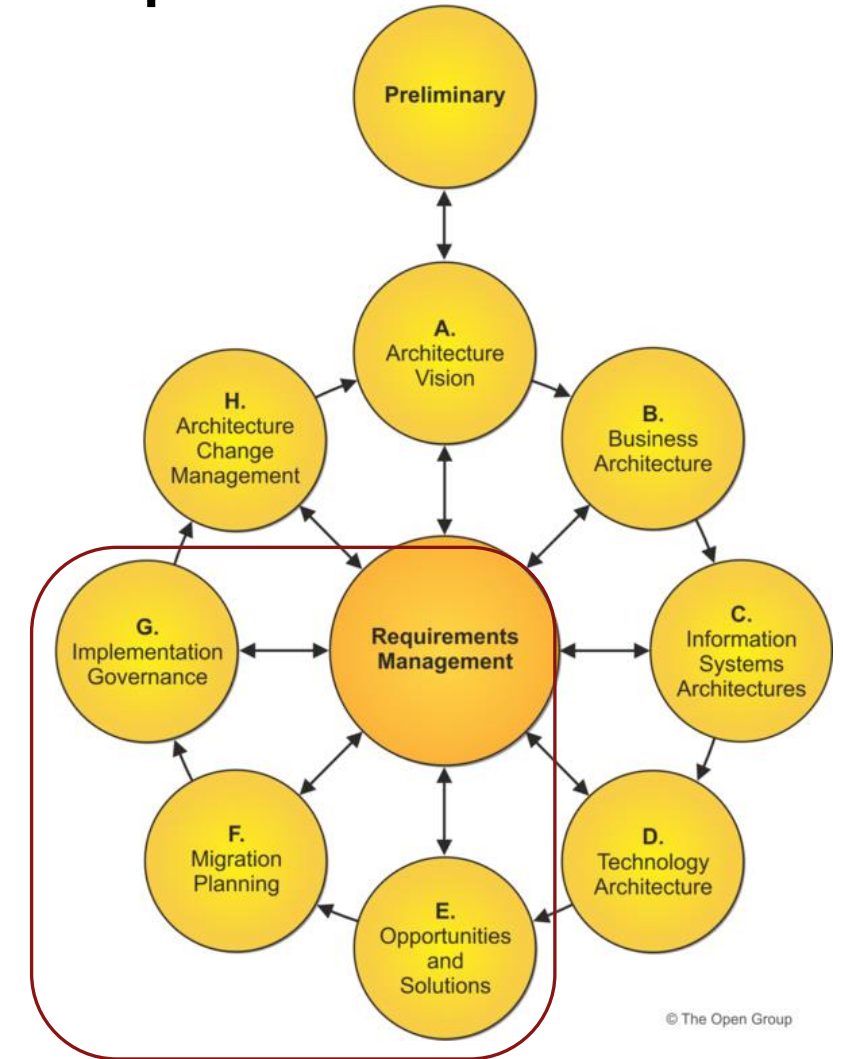 Preliminary
A.
Architecture
Vision
B.
Business
Architecture
C.
Information
Systems
Architectures
D.
Technology
Architecture
E.
Opportunities
and
Solutions
F.
Migration
Planning
G.
Implementation
Governance
H.
Architecture
Change
Management
Requirements
Management
© The Open Group